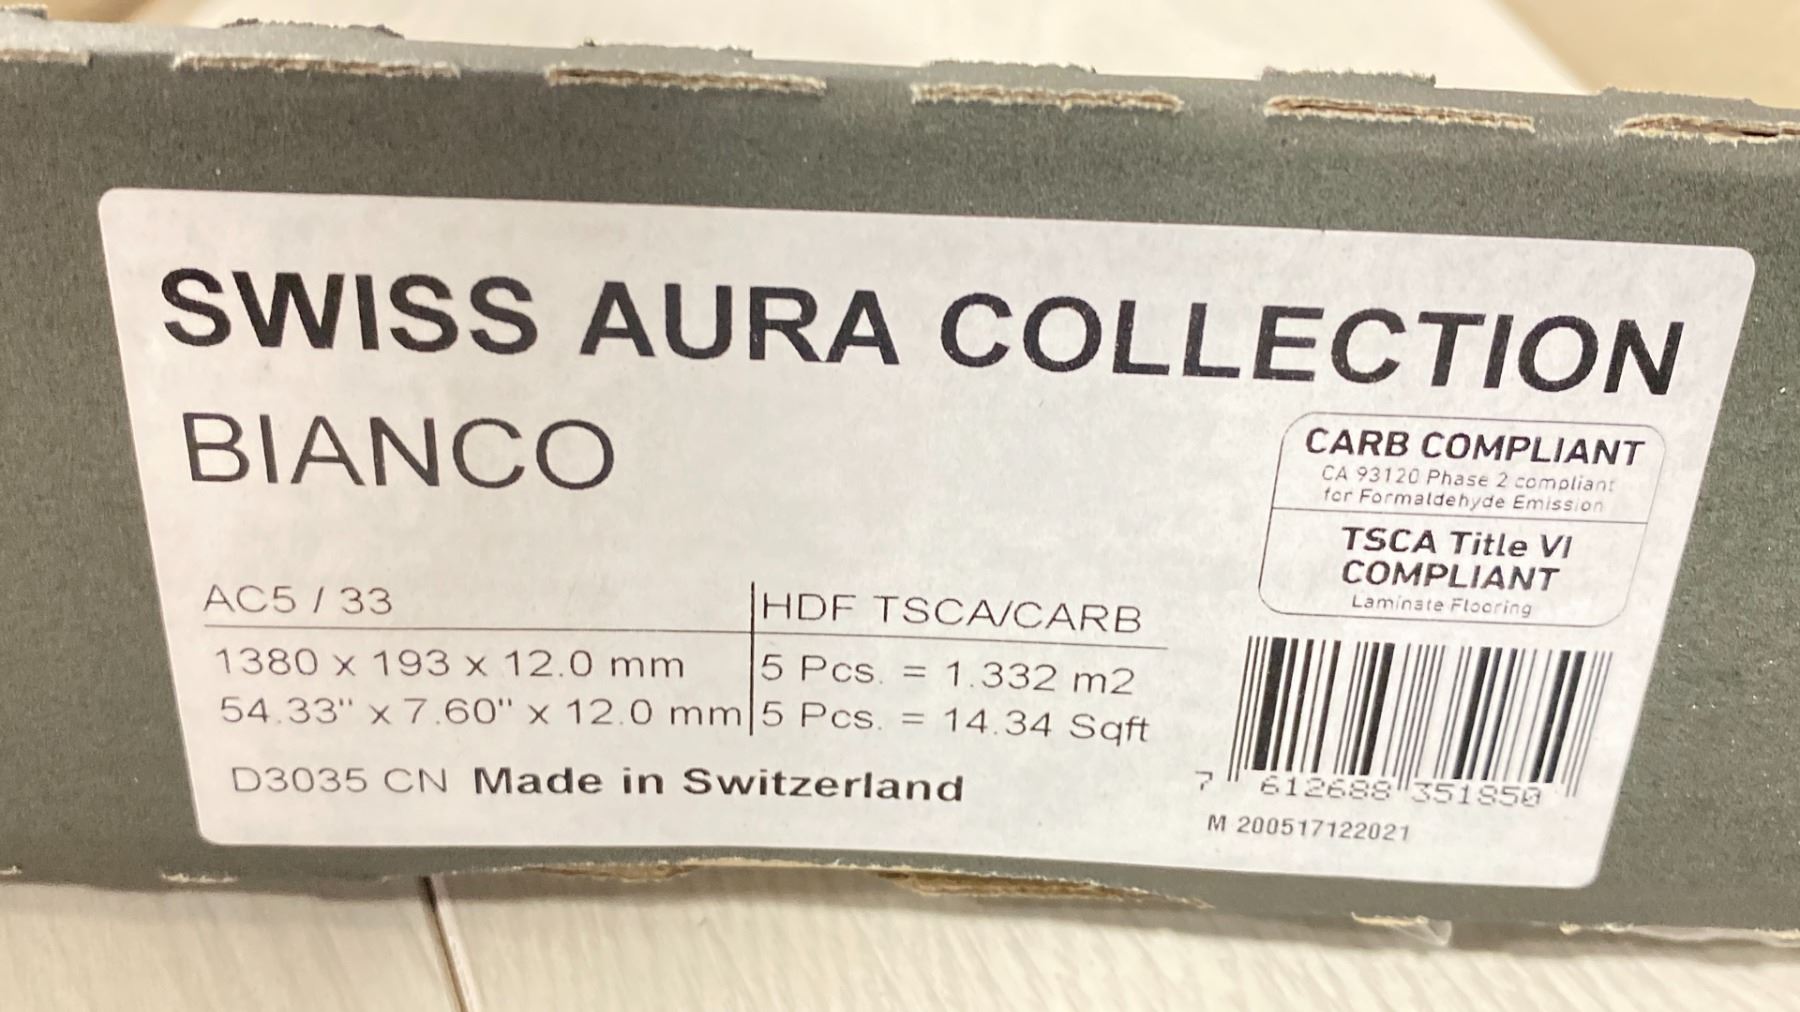 SWISS AURA COLLECTION
BIANCO
CARB COMPLIANT
CA 93120 Phase 2 compliant
for Formaldehyde Emission
TSCA Title VI
COMPLIANT
Laminate Flooring
AC5 / 33 HDF TSCA/CARB
1380 x 193 x 12.0 mm 5 Pcs. = 1.332 m2
54.33" x 7.60" x 12.0 mm 5 Pcs. = 14.34 Sqft
D3035 CN Made in Switzerland
7 612688 351850
M 200517122021